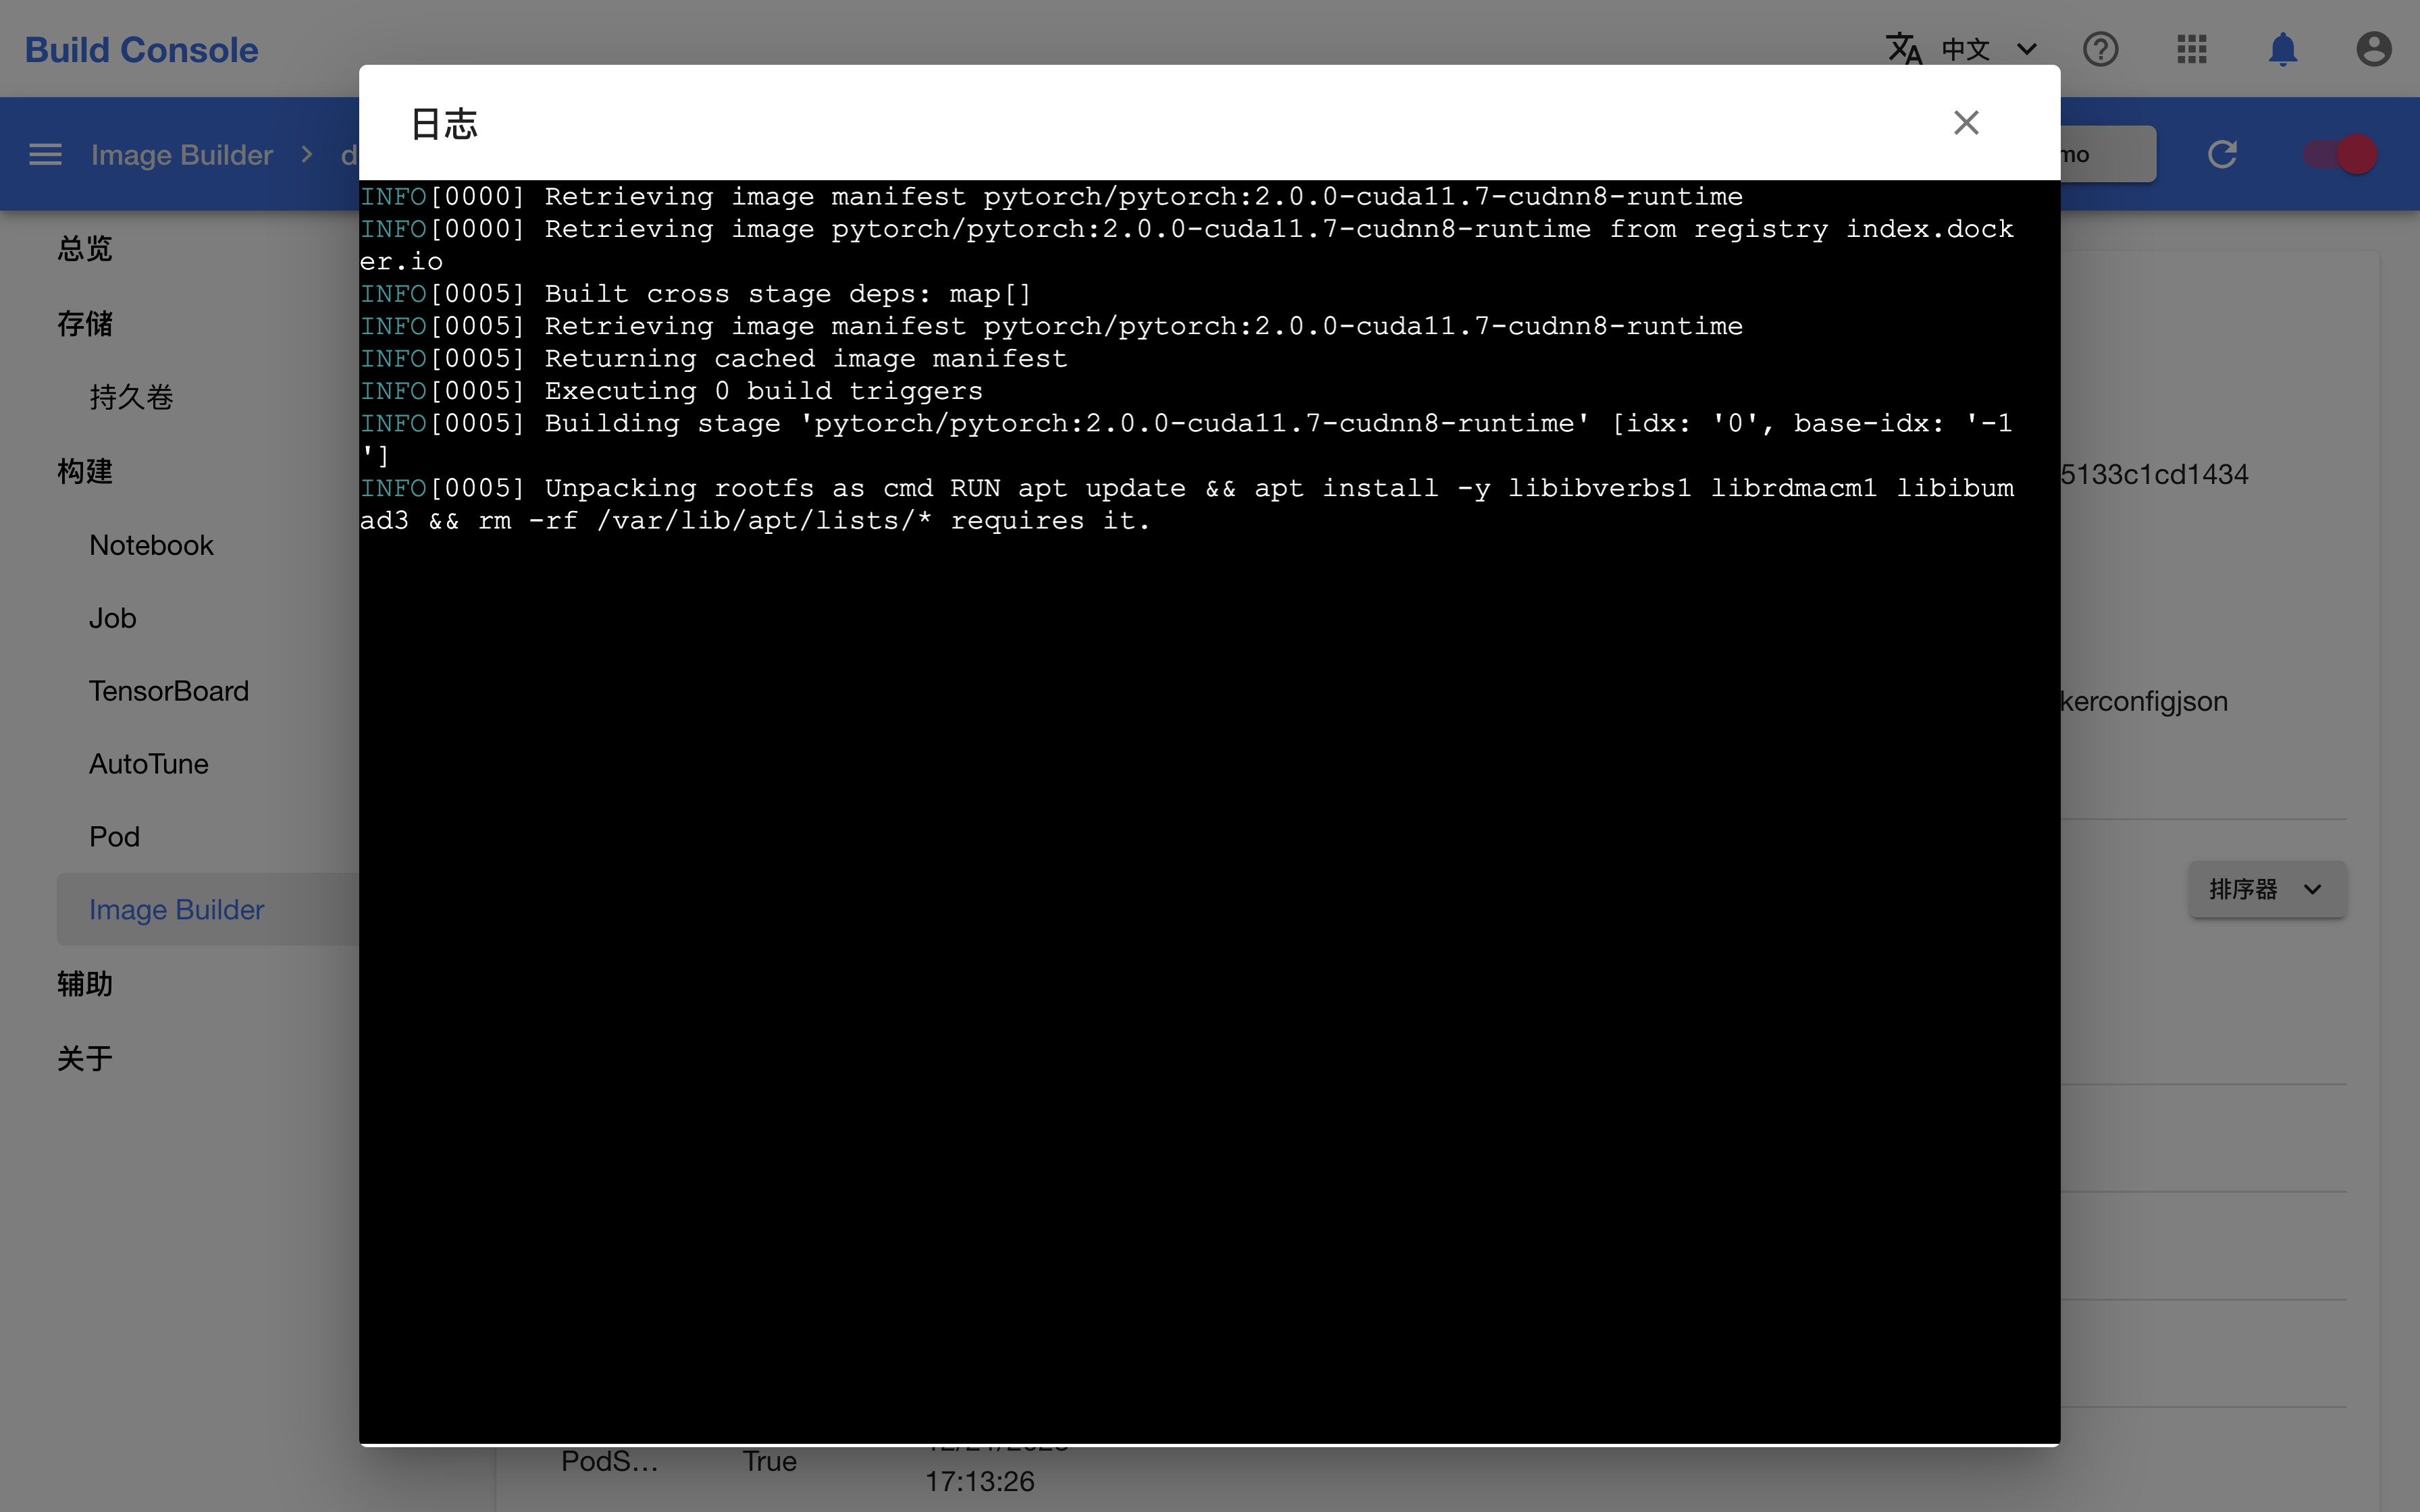 Build Console
中文
Image Builder > d
mo
日志
INFO[0000] Retrieving image manifest pytorch/pytorch:2.0.0-cuda11.7-cudnn8-runtime
INFO[0000] Retrieving image pytorch/pytorch:2.0.0-cuda11.7-cudnn8-runtime from registry index.dock
er.io
INFO[0005] Built cross stage deps: map[]
INFO[0005] Retrieving image manifest pytorch/pytorch:2.0.0-cuda11.7-cudnn8-runtime
INFO[0005] Returning cached image manifest
INFO[0005] Executing 0 build triggers
INFO[0005] Building stage 'pytorch/pytorch:2.0.0-cuda11.7-cudnn8-runtime' [idx: '0', base-idx: '-1
']
INFO[0005] Unpacking rootfs as cmd RUN apt update && apt install -y libibverbs1 librdmacm1 libibum
ad3 && rm -rf /var/lib/apt/lists/* requires it.
总览
存储
持久卷
构建
Notebook
Job
TensorBoard
AutoTune
Pod
Image Builder
辅助
关于
5133c1cd1434
kerconfigjson
排序器
PodS…
True
17:13:26